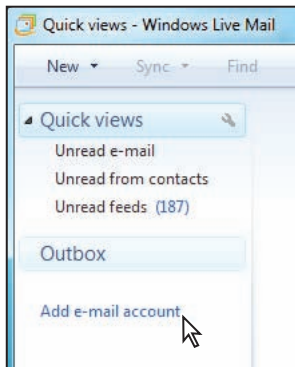 Quick views - Windows Live Mail
New Sync Find
Quick views
Unread e-mail
Unread from contacts
Unread feeds (187)
Outbox
Add e-mail account